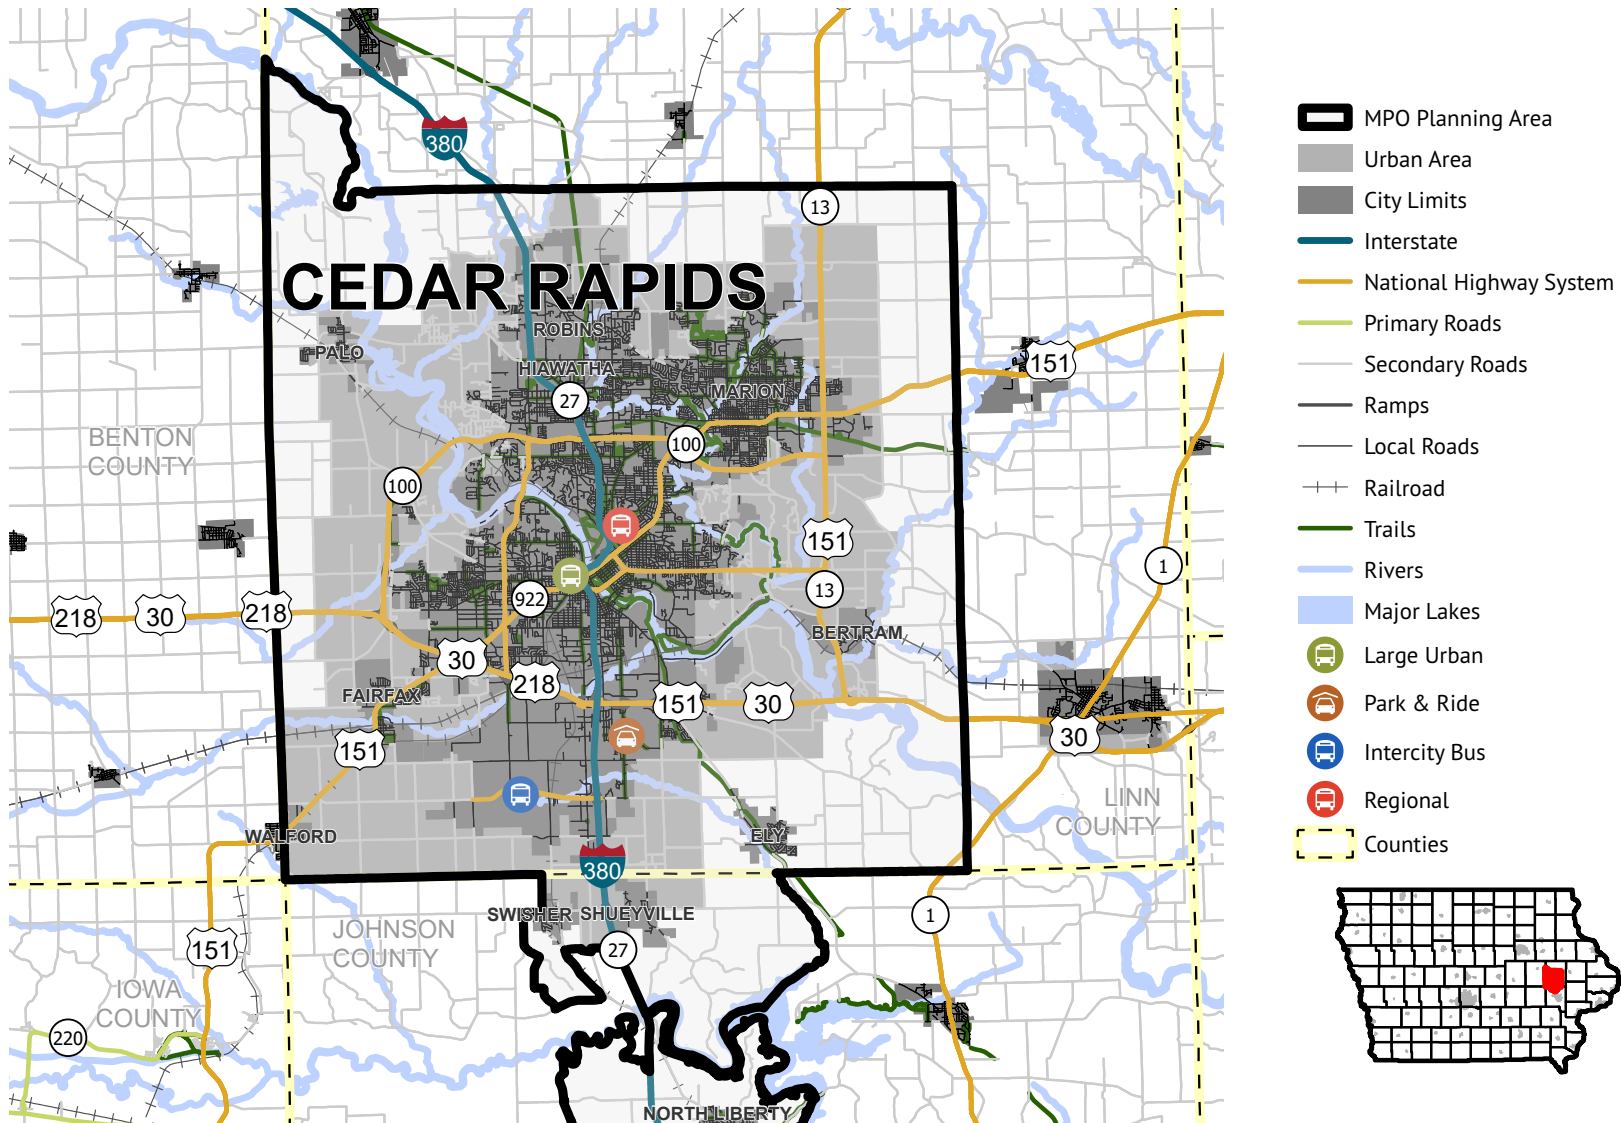 380
13
CEDAR RAPIDS
ROBINS
PALO
HIAWATHA
151
MARION
27
BENTON
COUNTY
100
100
151
1
218
30
218
922
13
BERTRAM
30
218
FAIRFAX
151
30
151
30
LINN
COUNTY
WALFORD
ELY
380
SWISHER
SHUEYVILLE
1
JOHNSON
COUNTY
151
27
IOWA
COUNTY
220
NORTH LIBERTY
MPO Planning Area
Urban Area
City Limits
Interstate
National Highway System
Primary Roads
Secondary Roads
Ramps
Local Roads
Railroad
Trails
Rivers
Major Lakes
Large Urban
Park & Ride
Intercity Bus
Regional
Counties